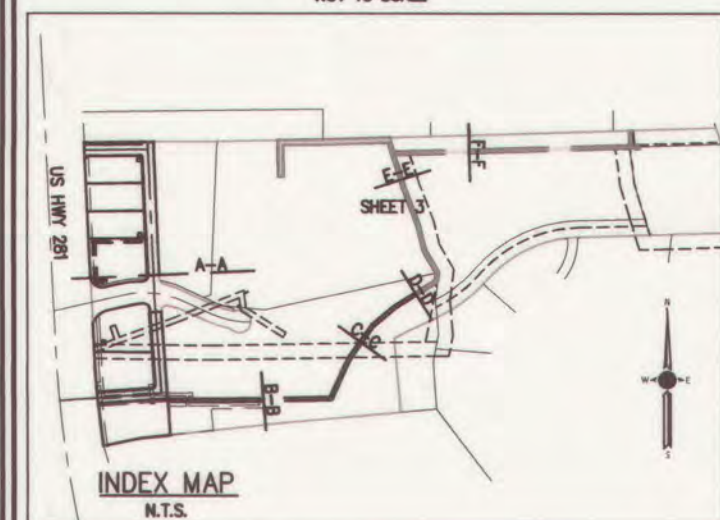 NOT TO SCALE
US HWY 281
A-A
B-B
C-C
D-D
E-E
F-F
SHEET 3
N
W
E
S
INDEX MAP
N.T.S.